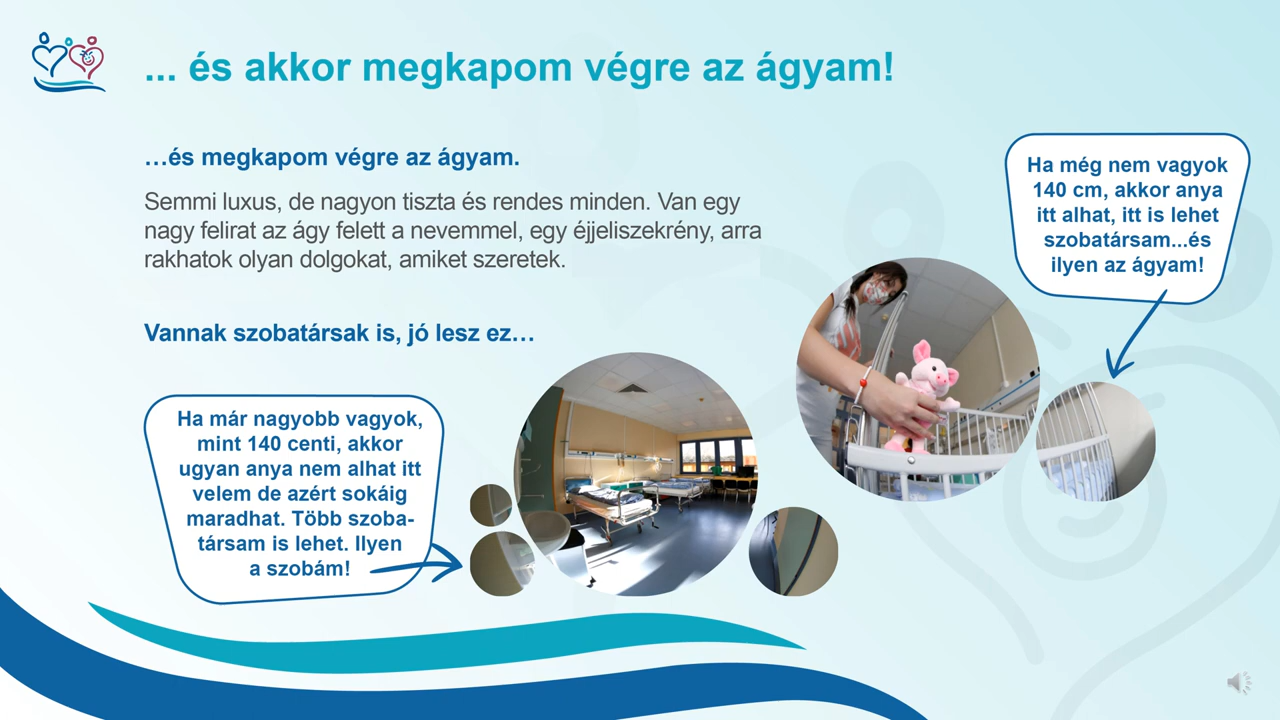 ... és akkor megkapom végre az ágyam!
…és megkapom végre az ágyam.
Semmi luxus, de nagyon tiszta és rendes minden. Van egy
nagy felirat az ágy felett a nevemmel, egy éjjeliszekrény, arra
rakhatok olyan dolgokat, amiket szeretek.
Vannak szobatársak is, jó lesz ez…
Ha már nagyobb vagyok,
mint 140 centi, akkor
ugyan anya nem alhat itt
velem de azért sokáig
maradhat. Több szoba-
társam is lehet. Ilyen
a szobám!
Ha még nem vagyok
140 cm, akkor anya
itt alhat, itt is lehet
szobatársam...és
ilyen az ágyam!